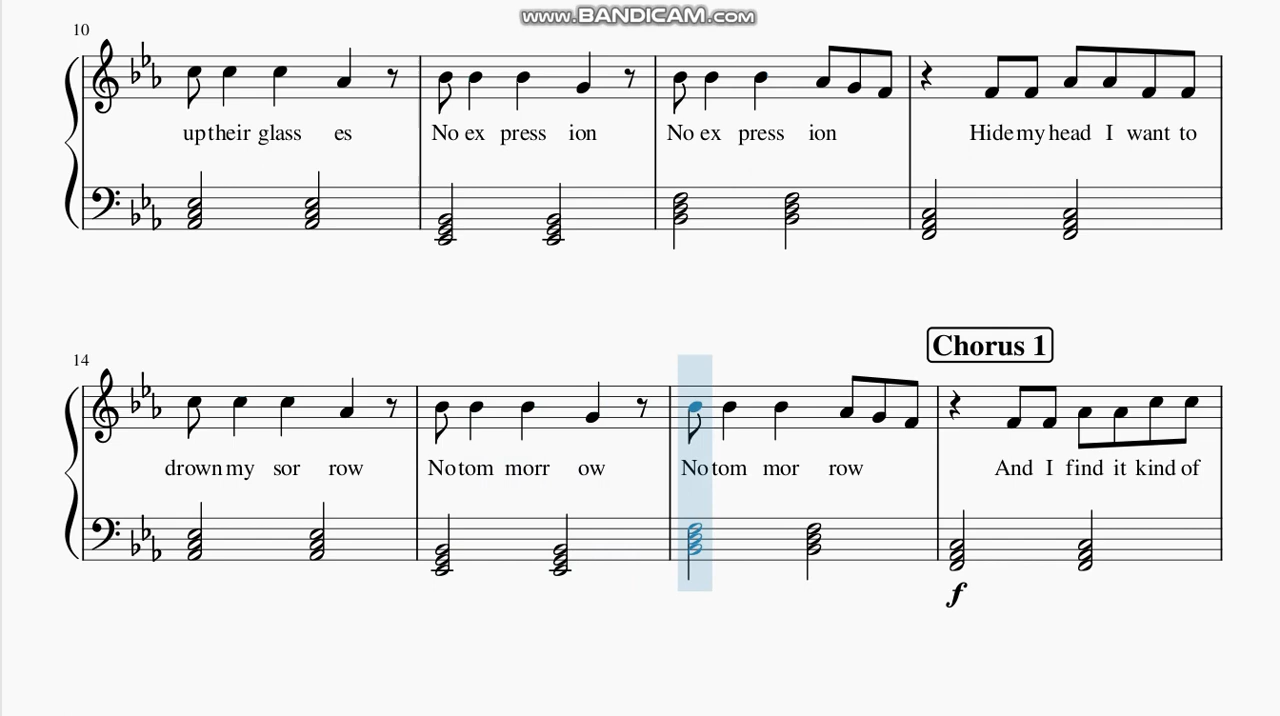 www.BANDICAM.com
10
up their glass es No ex press ion No ex press ion Hide my head I want to
14
Chorus 1
drown my sor row No tom morr ow No tom mor row And I find it kind of
f